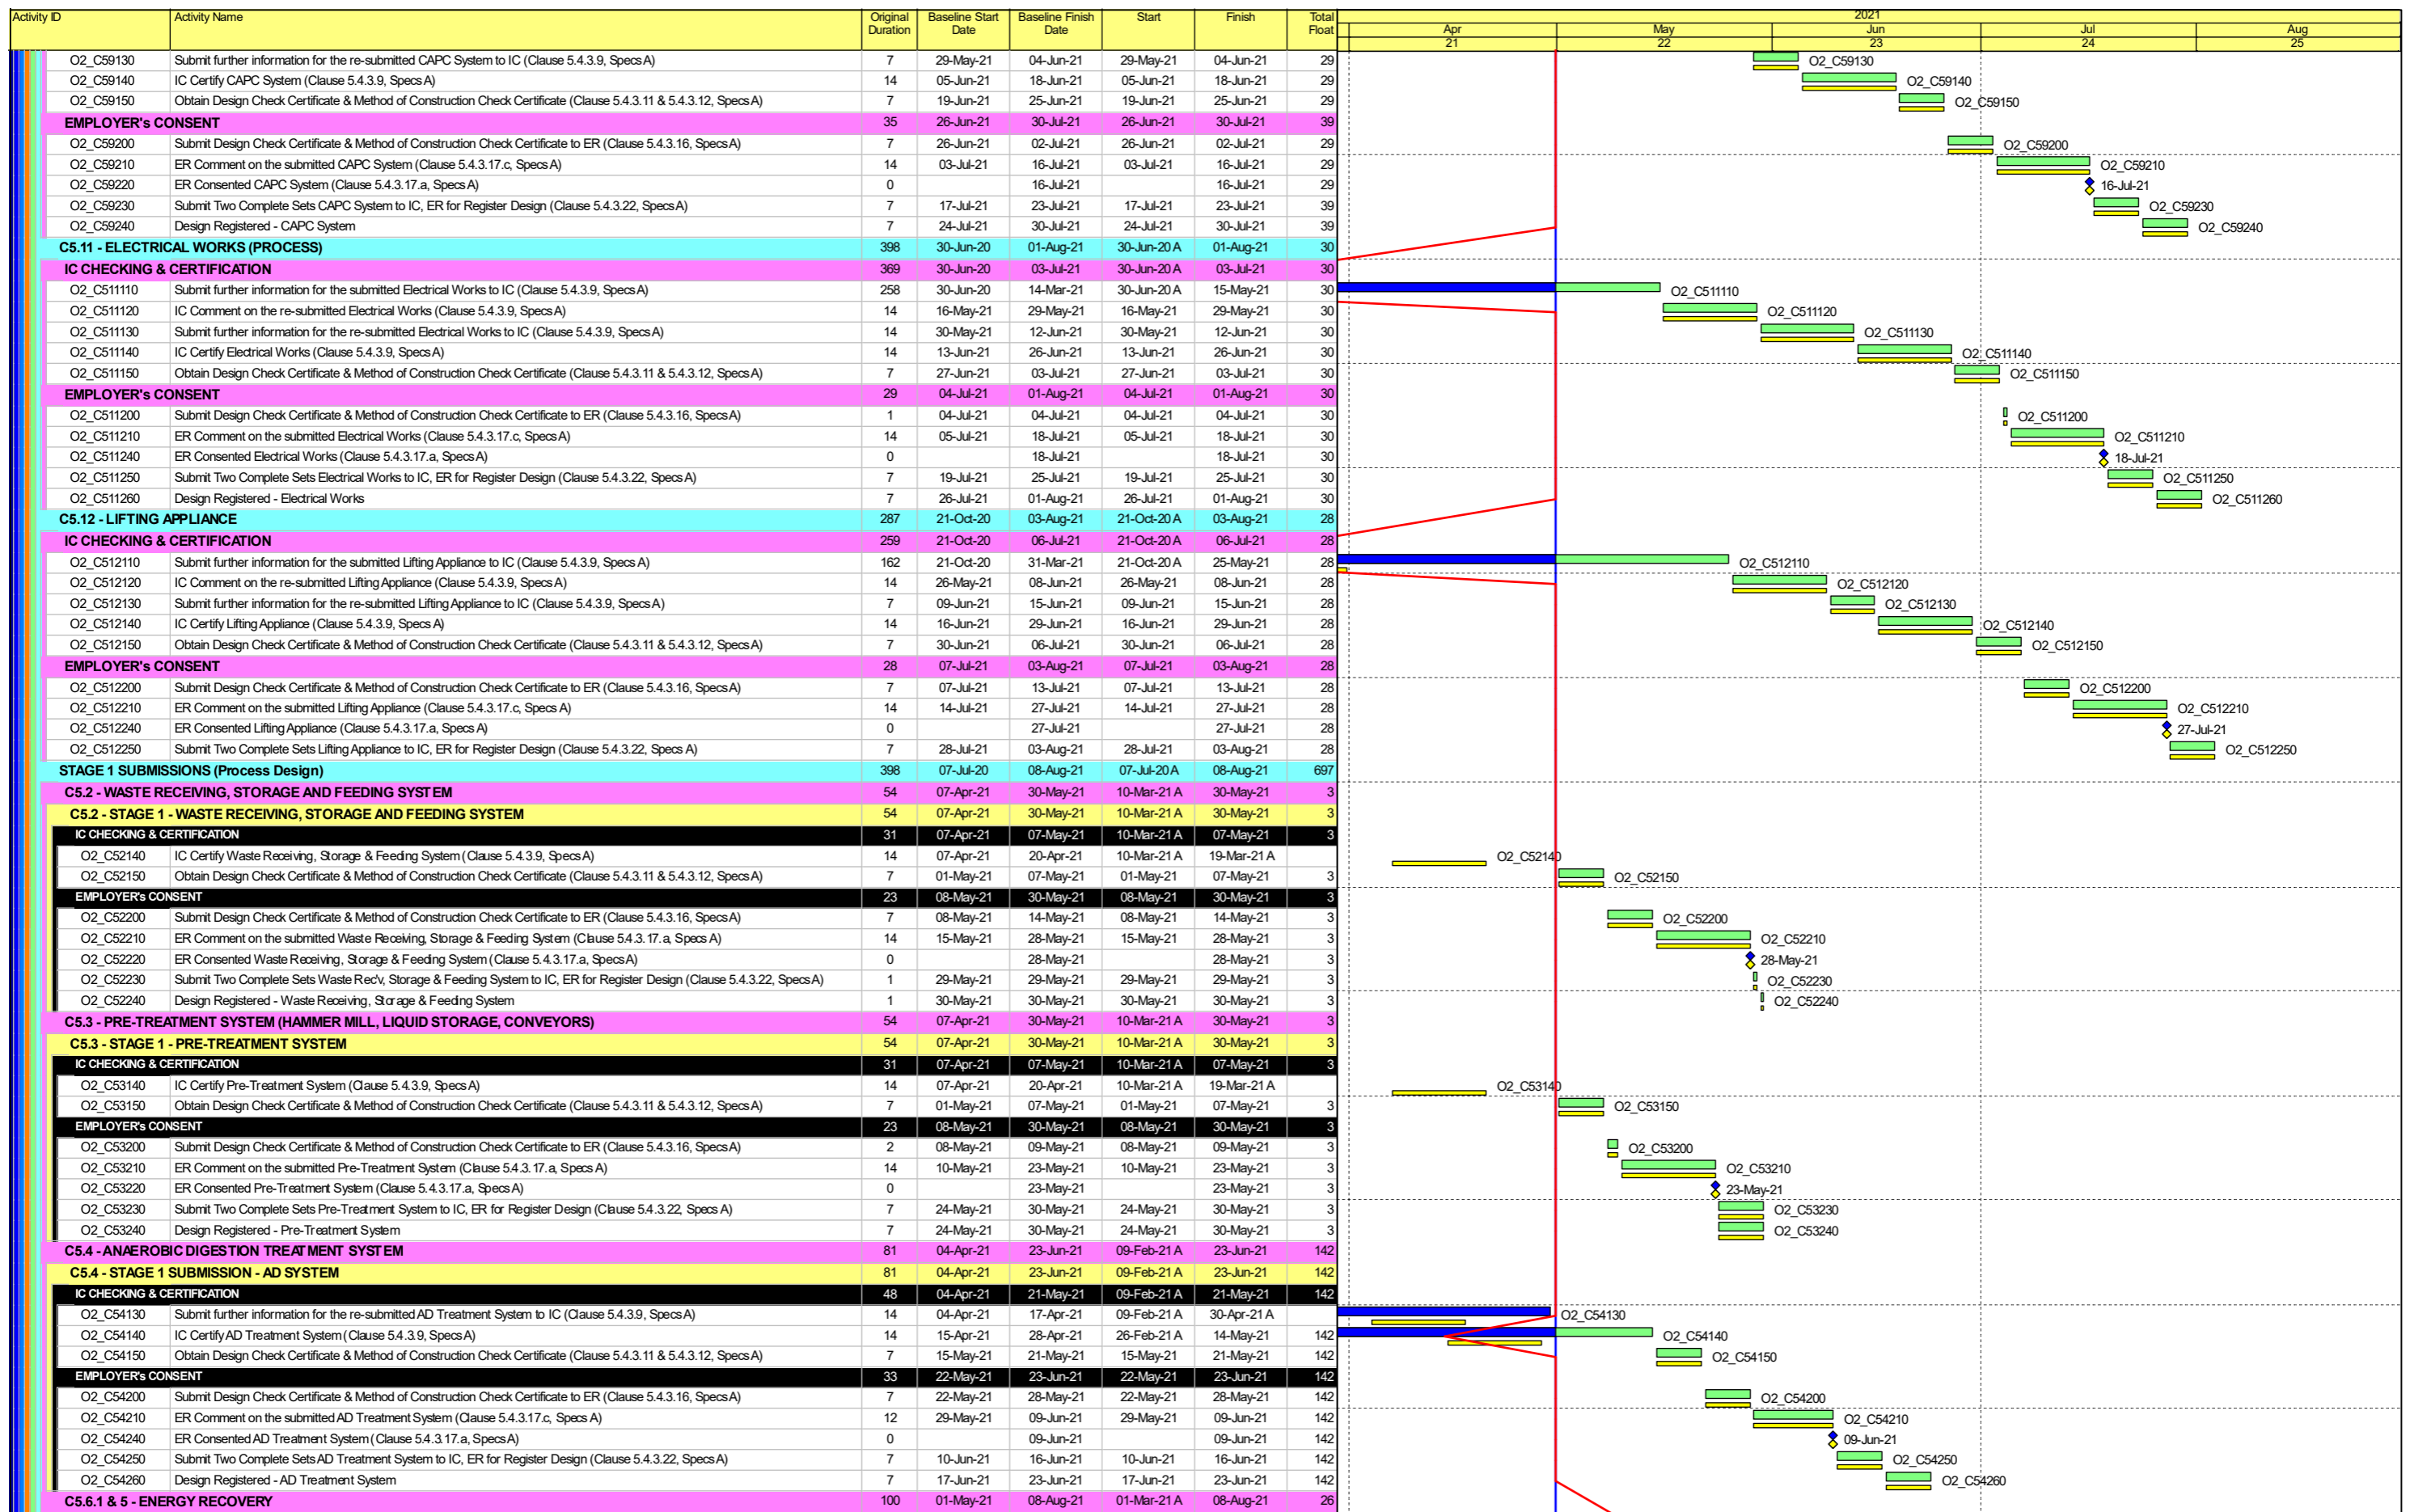 Activity ID Activity Name Original Duration Baseline Start Date Baseline Finish Date Start Finish Total Float 2021
Apr May Jun Jul Aug
21 22 23 24 25
O2_C59130 Submit further information for the re-submitted CAPC System to IC (Clause 5.4.3.9, Specs A) 7 29-May-21 04-Jun-21 29-May-21 04-Jun-21 29 O2_C59130
O2_C59140 IC Certify CAPC System (Clause 5.4.3.9, Specs A) 14 05-Jun-21 18-Jun-21 05-Jun-21 18-Jun-21 29 O2_C59140
O2_C59150 Obtain Design Check Certificate & Method of Construction Check Certificate (Clause 5.4.3.11 & 5.4.3.12, Specs A) 7 19-Jun-21 25-Jun-21 19-Jun-21 25-Jun-21 29 O2_C59150
EMPLOYER's CONSENT 35 26-Jun-21 30-Jul-21 26-Jun-21 30-Jul-21 39
O2_C59200 Submit Design Check Certificate & Method of Construction Check Certificate to ER (Clause 5.4.3.16, Specs A) 7 26-Jun-21 02-Jul-21 26-Jun-21 02-Jul-21 29 O2_C59200
O2_C59210 ER Comment on the submitted CAPC System (Clause 5.4.3.17.c, Specs A) 14 03-Jul-21 16-Jul-21 03-Jul-21 16-Jul-21 29 O2_C59210
O2_C59220 ER Consented CAPC System (Clause 5.4.3.17.a, Specs A) 0 16-Jul-21 16-Jul-21 29 16-Jul-21
O2_C59230 Submit Two Complete Sets CAPC System to IC, ER for Register Design (Clause 5.4.3.22, Specs A) 7 17-Jul-21 23-Jul-21 17-Jul-21 23-Jul-21 39 O2_C59230
O2_C59240 Design Registered - CAPC System 7 24-Jul-21 30-Jul-21 24-Jul-21 30-Jul-21 39 O2_C59240
C5.11 - ELECTRICAL WORKS (PROCESS) 398 30-Jun-20 01-Aug-21 30-Jun-20 A 01-Aug-21 30
IC CHECKING & CERTIFICATION 369 30-Jun-20 03-Jul-21 30-Jun-20 A 03-Jul-21 30
O2_C511110 Submit further information for the submitted Electrical Works to IC (Clause 5.4.3.9, Specs A) 258 30-Jun-20 14-Mar-21 30-Jun-20 A 15-May-21 30 O2_C511110
O2_C511120 IC Comment on the re-submitted Electrical Works (Clause 5.4.3.9, Specs A) 14 16-May-21 29-May-21 16-May-21 29-May-21 30 O2_C511120
O2_C511130 Submit further information for the re-submitted Electrical Works to IC (Clause 5.4.3.9, Specs A) 14 30-May-21 12-Jun-21 30-May-21 12-Jun-21 30 O2_C511130
O2_C511140 IC Certify Electrical Works (Clause 5.4.3.9, Specs A) 14 13-Jun-21 26-Jun-21 13-Jun-21 26-Jun-21 30 O2_C511140
O2_C511150 Obtain Design Check Certificate & Method of Construction Check Certificate (Clause 5.4.3.11 & 5.4.3.12, Specs A) 7 27-Jun-21 03-Jul-21 27-Jun-21 03-Jul-21 30 O2_C511150
EMPLOYER's CONSENT 29 04-Jul-21 01-Aug-21 04-Jul-21 01-Aug-21 30
O2_C511200 Submit Design Check Certificate & Method of Construction Check Certificate to ER (Clause 5.4.3.16, Specs A) 1 04-Jul-21 04-Jul-21 04-Jul-21 04-Jul-21 30 O2_C511200
O2_C511210 ER Comment on the submitted Electrical Works (Clause 5.4.3.17.c, Specs A) 14 05-Jul-21 18-Jul-21 05-Jul-21 18-Jul-21 30 O2_C511210
O2_C511240 ER Consented Electrical Works (Clause 5.4.3.17.a, Specs A) 0 18-Jul-21 18-Jul-21 30 18-Jul-21
O2_C511250 Submit Two Complete Sets Electrical Works to IC, ER for Register Design (Clause 5.4.3.22, Specs A) 7 19-Jul-21 25-Jul-21 19-Jul-21 25-Jul-21 30 O2_C511250
O2_C511260 Design Registered - Electrical Works 7 26-Jul-21 01-Aug-21 26-Jul-21 01-Aug-21 30 O2_C511260
C5.12 - LIFTING APPLIANCE 287 21-Oct-20 03-Aug-21 21-Oct-20 A 03-Aug-21 28
IC CHECKING & CERTIFICATION 259 21-Oct-20 06-Jul-21 21-Oct-20 A 06-Jul-21 28
O2_C512110 Submit further information for the submitted Lifting Appliance to IC (Clause 5.4.3.9, Specs A) 162 21-Oct-20 31-Mar-21 21-Oct-20 A 25-May-21 28 O2_C512110
O2_C512120 IC Comment on the re-submitted Lifting Appliance (Clause 5.4.3.9, Specs A) 14 26-May-21 08-Jun-21 26-May-21 08-Jun-21 28 O2_C512120
O2_C512130 Submit further information for the re-submitted Lifting Appliance to IC (Clause 5.4.3.9, Specs A) 7 09-Jun-21 15-Jun-21 09-Jun-21 15-Jun-21 28 O2_C512130
O2_C512140 IC Certify Lifting Appliance (Clause 5.4.3.9, Specs A) 14 16-Jun-21 29-Jun-21 16-Jun-21 29-Jun-21 28 O2_C512140
O2_C512150 Obtain Design Check Certificate & Method of Construction Check Certificate (Clause 5.4.3.11 & 5.4.3.12, Specs A) 7 30-Jun-21 06-Jul-21 30-Jun-21 06-Jul-21 28 O2_C512150
EMPLOYER's CONSENT 28 07-Jul-21 03-Aug-21 07-Jul-21 03-Aug-21 28
O2_C512200 Submit Design Check Certificate & Method of Construction Check Certificate to ER (Clause 5.4.3.16, Specs A) 7 07-Jul-21 13-Jul-21 07-Jul-21 13-Jul-21 28 O2_C512200
O2_C512210 ER Comment on the submitted Lifting Appliance (Clause 5.4.3.17.c, Specs A) 14 14-Jul-21 27-Jul-21 14-Jul-21 27-Jul-21 28 O2_C512210
O2_C512240 ER Consented Lifting Appliance (Clause 5.4.3.17.a, Specs A) 0 27-Jul-21 27-Jul-21 28 27-Jul-21
O2_C512250 Submit Two Complete Sets Lifting Appliance to IC, ER for Register Design (Clause 5.4.3.22, Specs A) 7 28-Jul-21 03-Aug-21 28-Jul-21 03-Aug-21 28 O2_C512250
STAGE 1 SUBMISSIONS (Process Design) 398 07-Jul-20 08-Aug-21 07-Jul-20 A 08-Aug-21 697
C5.2 - WASTE RECEIVING, STORAGE AND FEEDING SYSTEM 54 07-Apr-21 30-May-21 10-Mar-21 A 30-May-21 3
C5.2 - STAGE 1 - WASTE RECEIVING, STORAGE AND FEEDING SYSTEM 54 07-Apr-21 30-May-21 10-Mar-21 A 30-May-21 3
IC CHECKING & CERTIFICATION 31 07-Apr-21 07-May-21 10-Mar-21 A 07-May-21 3
O2_C52140 IC Certify Waste Receiving, Storage & Feeding System (Clause 5.4.3.9, Specs A) 14 07-Apr-21 20-Apr-21 10-Mar-21 A 19-Mar-21 A O2_C52140
O2_C52150 Obtain Design Check Certificate & Method of Construction Check Certificate (Clause 5.4.3.11 & 5.4.3.12, Specs A) 7 01-May-21 07-May-21 01-May-21 07-May-21 3 O2_C52150
EMPLOYER's CONSENT 23 08-May-21 30-May-21 08-May-21 30-May-21 3
O2_C52200 Submit Design Check Certificate & Method of Construction Check Certificate to ER (Clause 5.4.3.16, Specs A) 7 08-May-21 14-May-21 08-May-21 14-May-21 3 O2_C52200
O2_C52210 ER Comment on the submitted Waste Receiving, Storage & Feeding System (Clause 5.4.3.17.a, Specs A) 14 15-May-21 28-May-21 15-May-21 28-May-21 3 O2_C52210
O2_C52220 ER Consented Waste Receiving, Storage & Feeding System (Clause 5.4.3.17.a, Specs A) 0 28-May-21 28-May-21 3 28-May-21
O2_C52230 Submit Two Complete Sets Waste Rec'v, Storage & Feeding System to IC, ER for Register Design (Clause 5.4.3.22, Specs A) 1 29-May-21 29-May-21 29-May-21 29-May-21 3 O2_C52230
O2_C52240 Design Registered - Waste Receiving, Storage & Feeding System 1 30-May-21 30-May-21 30-May-21 30-May-21 3 O2_C52240
C5.3 - PRE-TREATMENT SYSTEM (HAMMER MILL, LIQUID STORAGE, CONVEYORS) 54 07-Apr-21 30-May-21 10-Mar-21 A 30-May-21 3
C5.3 - STAGE 1 - PRE-TREATMENT SYSTEM 54 07-Apr-21 30-May-21 10-Mar-21 A 30-May-21 3
IC CHECKING & CERTIFICATION 31 07-Apr-21 07-May-21 10-Mar-21 A 07-May-21 3
O2_C53140 IC Certify Pre-Treatment System (Clause 5.4.3.9, Specs A) 14 07-Apr-21 20-Apr-21 10-Mar-21 A 19-Mar-21 A O2_C53140
O2_C53150 Obtain Design Check Certificate & Method of Construction Check Certificate (Clause 5.4.3.11 & 5.4.3.12, Specs A) 7 01-May-21 07-May-21 01-May-21 07-May-21 3 O2_C53150
EMPLOYER's CONSENT 23 08-May-21 30-May-21 08-May-21 30-May-21 3
O2_C53200 Submit Design Check Certificate & Method of Construction Check Certificate to ER (Clause 5.4.3.16, Specs A) 2 08-May-21 09-May-21 08-May-21 09-May-21 3 O2_C53200
O2_C53210 ER Comment on the submitted Pre-Treatment System (Clause 5.4.3.17.a, Specs A) 14 10-May-21 23-May-21 10-May-21 23-May-21 3 O2_C53210
O2_C53220 ER Consented Pre-Treatment System (Clause 5.4.3.17.a, Specs A) 0 23-May-21 23-May-21 3 23-May-21
O2_C53230 Submit Two Complete Sets Pre-Treatment System to IC, ER for Register Design (Clause 5.4.3.22, Specs A) 7 24-May-21 30-May-21 24-May-21 30-May-21 3 O2_C53230
O2_C53240 Design Registered - Pre-Treatment System 7 24-May-21 30-May-21 24-May-21 30-May-21 3 O2_C53240
C5.4 - ANAEROBIC DIGESTION TREATMENT SYSTEM 81 04-Apr-21 23-Jun-21 09-Feb-21 A 23-Jun-21 142
C5.4 - STAGE 1 SUBMISSION - AD SYSTEM 81 04-Apr-21 23-Jun-21 09-Feb-21 A 23-Jun-21 142
IC CHECKING & CERTIFICATION 48 04-Apr-21 21-May-21 09-Feb-21 A 21-May-21 142
O2_C54130 Submit further information for the re-submitted AD Treatment System to IC (Clause 5.4.3.9, Specs A) 14 04-Apr-21 17-Apr-21 09-Feb-21 A 30-Apr-21 A O2_C54130
O2_C54140 IC Certify AD Treatment System (Clause 5.4.3.9, Specs A) 14 15-Apr-21 28-Apr-21 26-Feb-21 A 14-May-21 142 O2_C54140
O2_C54150 Obtain Design Check Certificate & Method of Construction Check Certificate (Clause 5.4.3.11 & 5.4.3.12, Specs A) 7 15-May-21 21-May-21 15-May-21 21-May-21 142 O2_C54150
EMPLOYER's CONSENT 33 22-May-21 23-Jun-21 22-May-21 23-Jun-21 142
O2_C54200 Submit Design Check Certificate & Method of Construction Check Certificate to ER (Clause 5.4.3.16, Specs A) 7 22-May-21 28-May-21 22-May-21 28-May-21 142 O2_C54200
O2_C54210 ER Comment on the submitted AD Treatment System (Clause 5.4.3.17.c, Specs A) 12 29-May-21 09-Jun-21 29-May-21 09-Jun-21 142 O2_C54210
O2_C54240 ER Consented AD Treatment System (Clause 5.4.3.17.a, Specs A) 0 09-Jun-21 09-Jun-21 142 09-Jun-21
O2_C54250 Submit Two Complete Sets AD Treatment System to IC, ER for Register Design (Clause 5.4.3.22, Specs A) 7 10-Jun-21 16-Jun-21 10-Jun-21 16-Jun-21 142 O2_C54250
O2_C54260 Design Registered - AD Treatment System 7 17-Jun-21 23-Jun-21 17-Jun-21 23-Jun-21 142 O2_C54260
C5.6.1 & 5 - ENERGY RECOVERY 100 01-May-21 08-Aug-21 01-Mar-21 A 08-Aug-21 26